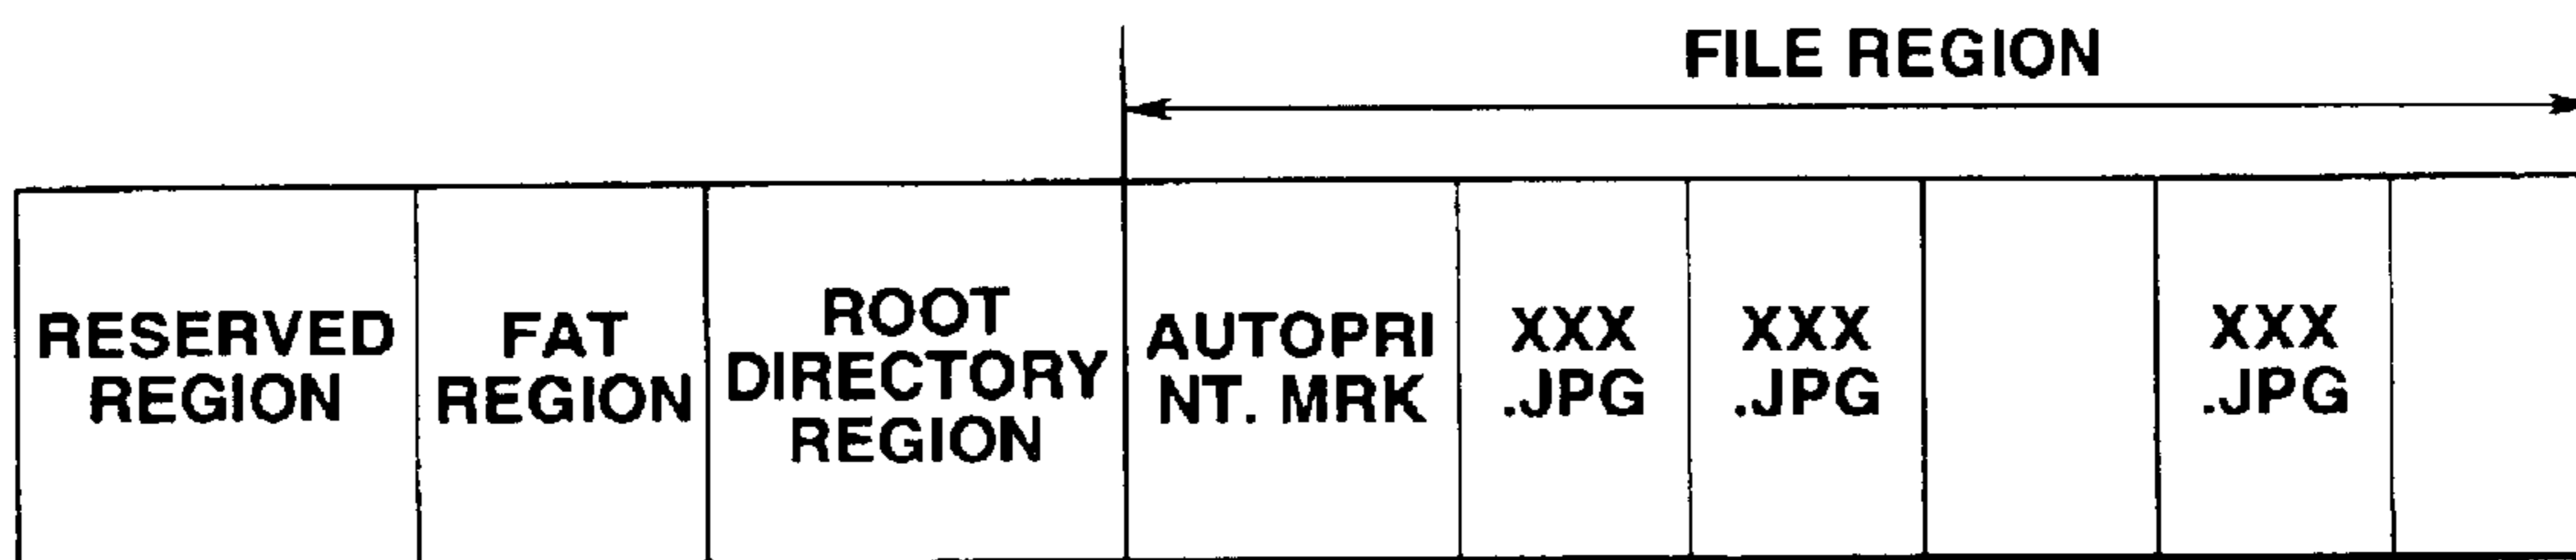 FILE REGION
RESERVED
REGION
FAT
REGION
ROOT
DIRECTORY
REGION
AUTOPRI
NT. MRK
XXX
.JPG
XXX
.JPG
XXX
.JPG